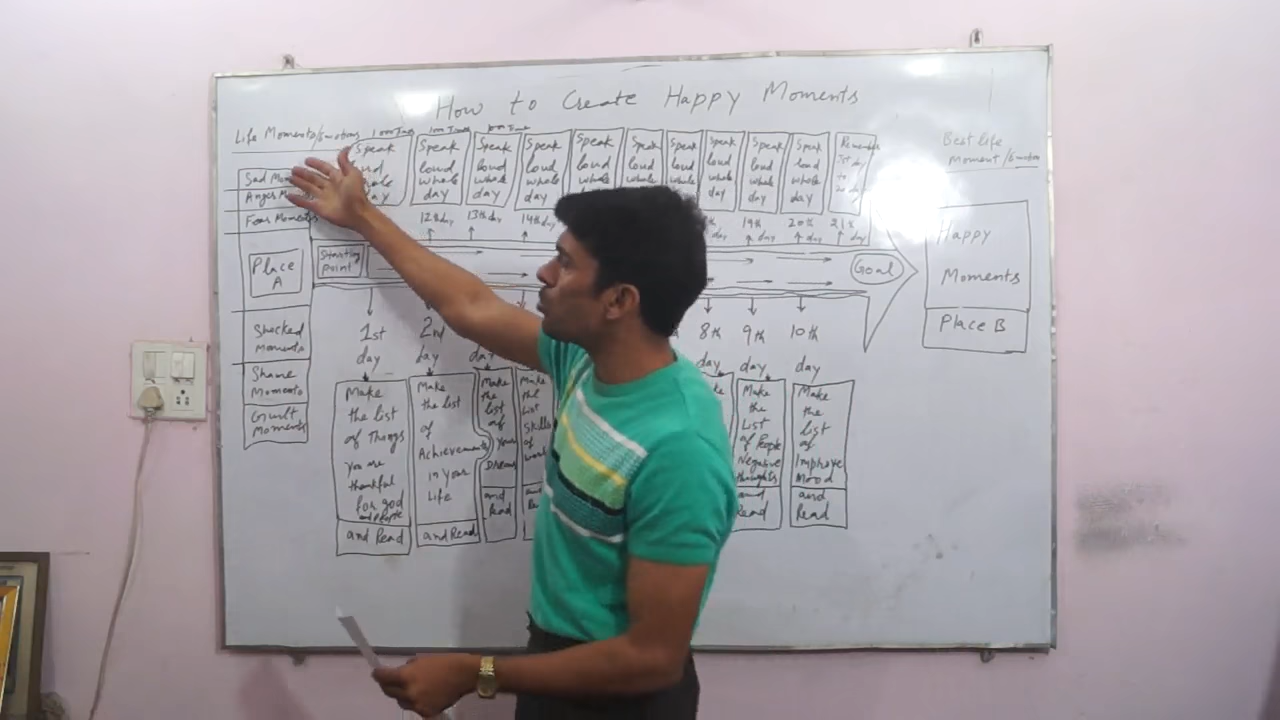 How to Create Happy Moments
Life Moments/Emotions
Best life
Moment / Emotion
Speak
Speak
loud
whole
day
Speak
loud
whole
day
Speak
loud
whole
day
Speak
loud
whole
Speak
loud
whole
Speak
loud
whole
Speak
loud
whole
day
Speak
loud
whole
day
Speak
loud
whole
day
12th day
13th day
14th day
19th
day
20th
day
day
Sad
Anger
Fear Moments
Place
A
Shocked
Moments
Shame
Moments
Guilt
Moments
Starting
Point
Goal
Happy
Moments
Place B
1st
day
2nd
day
day
8th
day
9th
day
10th
day
Make
the list
of Things
you are
thankful
for god
and people
and Read
Make
the list
of
Achievements
in your
Life
and Read
Make
the
list
of
your
Dreams
and
Read
Make
the
List
Skills
of
Make
the
List
of People
Negative
thoughts
and
Read
Make
the
list
of
Improve
Mood
and
Read